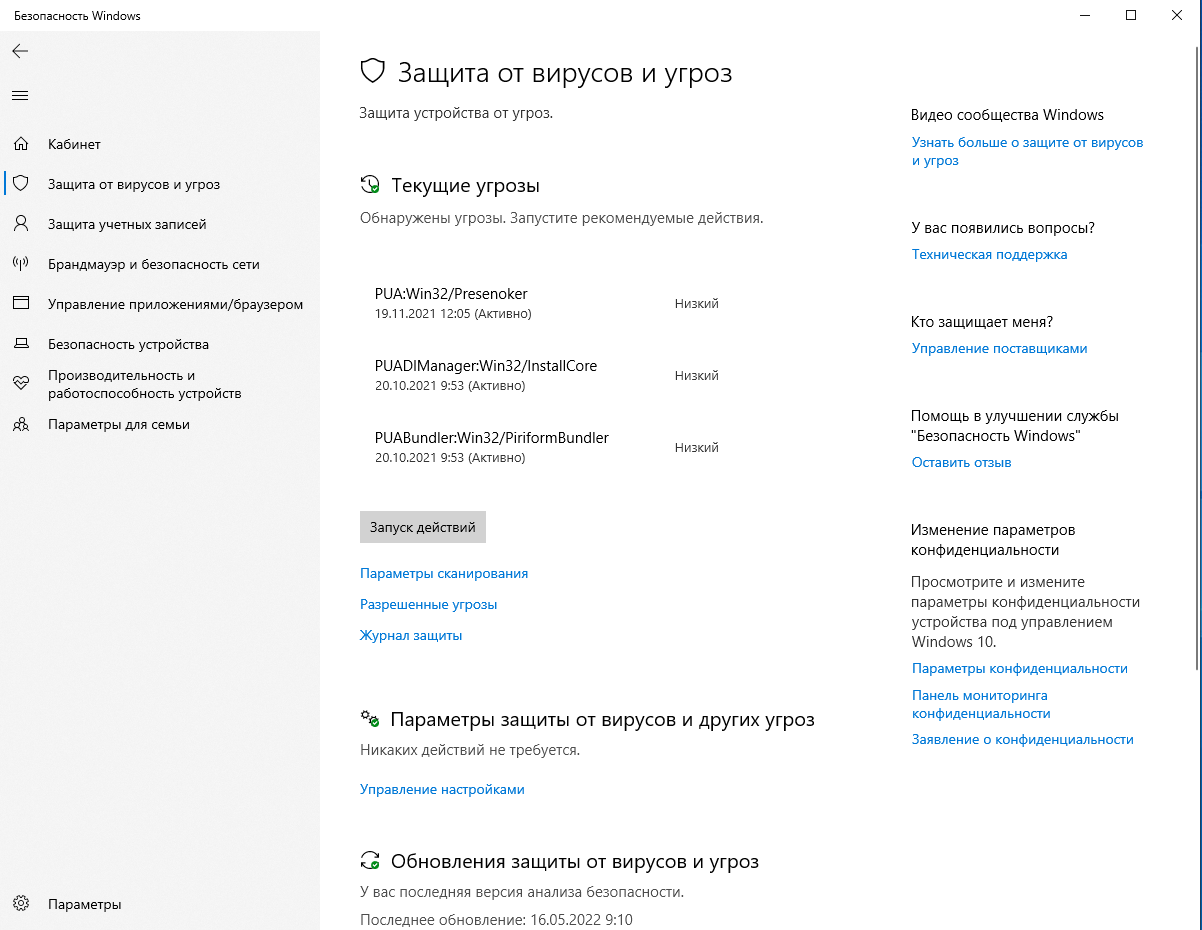 Безопасность Windows
Кабинет
Защита от вирусов и угроз
Защита учетных записей
Брандмауэр и безопасность сети
Управление приложениями/браузером
Безопасность устройства
Производительность и
работоспособность устройств
Параметры для семьи
Параметры
Защита от вирусов и угроз
Защита устройства от угроз.
Текущие угрозы
Обнаружены угрозы. Запустите рекомендуемые действия.
PUA:Win32/Presenoker
19.11.2021 12:05 (Активно)
Низкий
PUADIManager:Win32/InstallCore
20.10.2021 9:53 (Активно)
Низкий
PUABundler:Win32/PiriformBundler
20.10.2021 9:53 (Активно)
Низкий
Запуск действий
Параметры сканирования
Разрешенные угрозы
Журнал защиты
Параметры защиты от вирусов и других угроз
Никаких действий не требуется.
Управление настройками
Обновления защиты от вирусов и угроз
У вас последняя версия анализа безопасности.
Последнее обновление: 16.05.2022 9:10
Видео сообщества Windows
Узнать больше о защите от вирусов
и угроз
У вас появились вопросы?
Техническая поддержка
Кто защищает меня?
Управление поставщиками
Помощь в улучшении службы
"Безопасность Windows"
Оставить отзыв
Изменение параметров
конфиденциальности
Просмотрите и измените
параметры конфиденциальности
устройства под управлением
Windows 10.
Параметры конфиденциальности
Панель мониторинга
конфиденциальности
Заявление о конфиденциальности